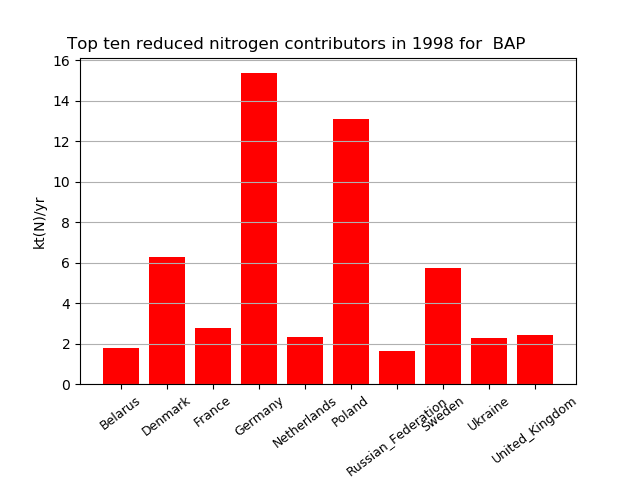 Top ten reduced nitrogen contributors in 1998 for  BAP
kt(N)/yr
16
14
12
10
8
6
4
2
0
Belarus
Denmark
France
Germany
Netherlands
Poland
Russian_Federation
Sweden
Ukraine
United_Kingdom